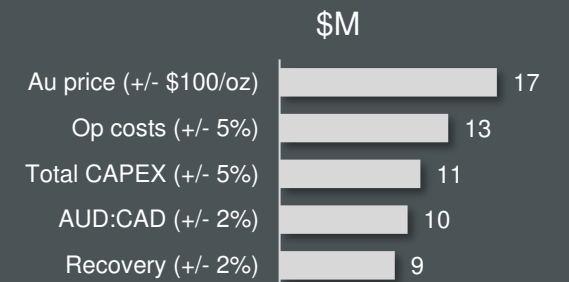 $M
Au price (+/- $100/oz) 17
Op costs (+/- 5%) 13
Total CAPEX (+/- 5%) 11
AUD:CAD (+/- 2%) 10
Recovery (+/- 2%) 9